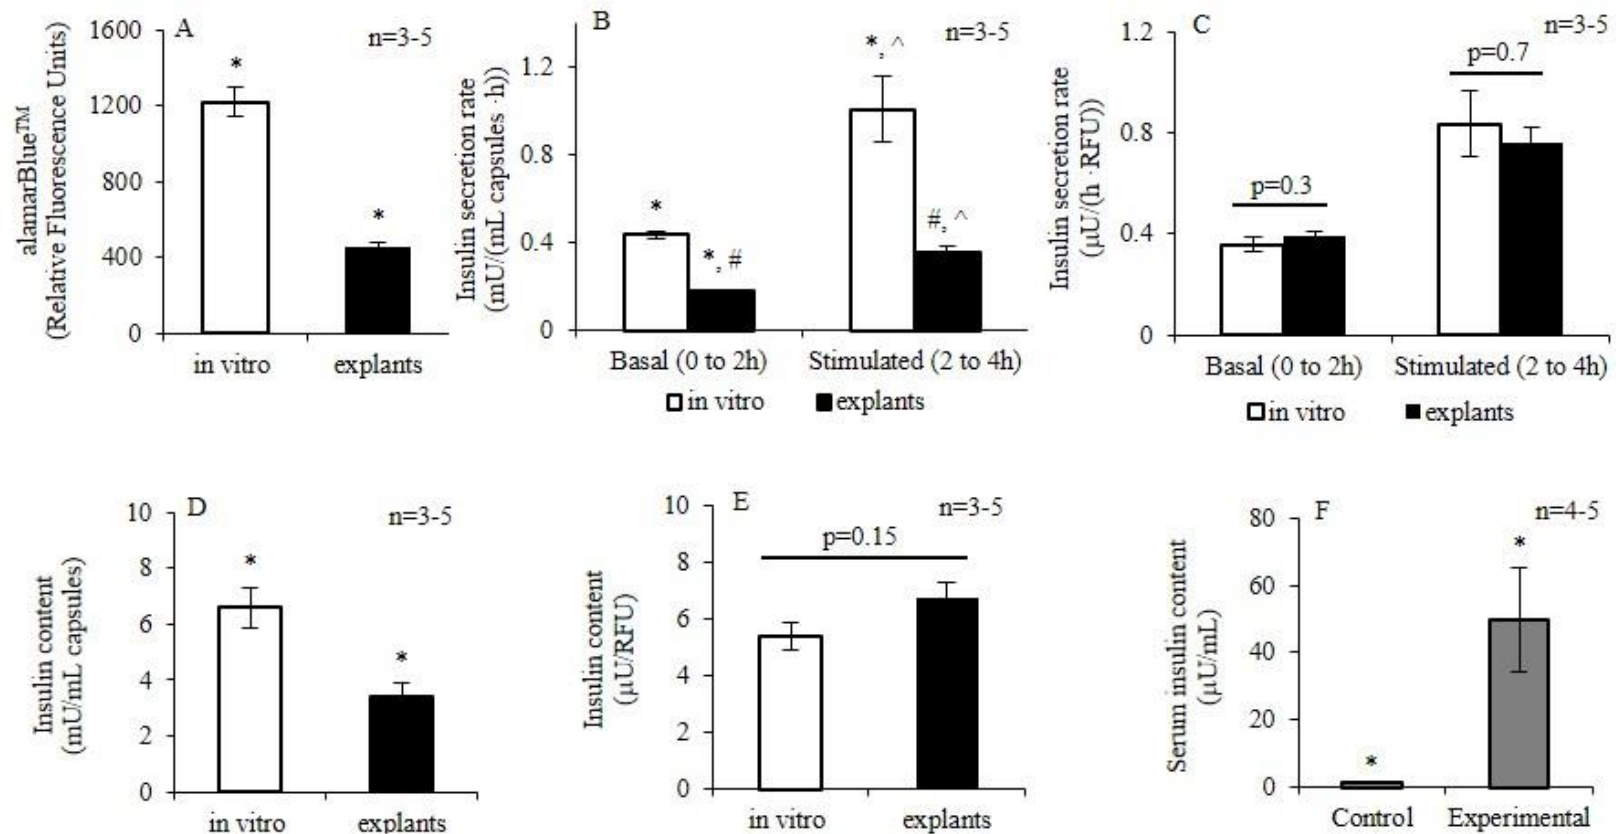 A
n=3-5
alamarBlue™
(Relative Fluorescence Units)
1600
1200
800
400
0
*
*
in vitro
explants
B
n=3-5
Insulin secretion rate
(mU/(mL capsules ·h))
1.2
0.8
0.4
0
*
*, #
*, ^
#, ^
Basal (0 to 2h)
Stimulated (2 to 4h)
in vitro
explants
C
n=3-5
Insulin secretion rate
(µU/(h ·RFU))
1.2
0.8
0.4
0
p=0.3
p=0.7
Basal (0 to 2h)
Stimulated (2 to 4h)
in vitro
explants
D
n=3-5
Insulin content
(mU/mL capsules)
10
8
6
4
2
0
*
*
in vitro
explants
E
n=3-5
Insulin content
(µU/RFU)
10
8
6
4
2
0
p=0.15
in vitro
explants
F
n=4-5
Serum insulin content
(µU/mL)
80
60
40
20
0
*
*
Control
Experimental